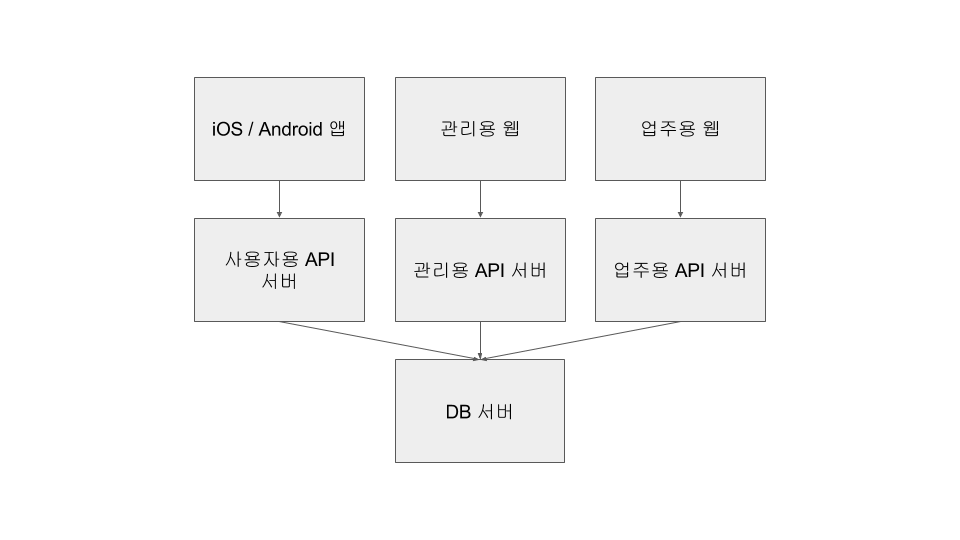 iOS / Android 앱
관리용 웹
업주용 웹
사용자용 API
서버
관리용 API 서버
업주용 API 서버
DB 서버